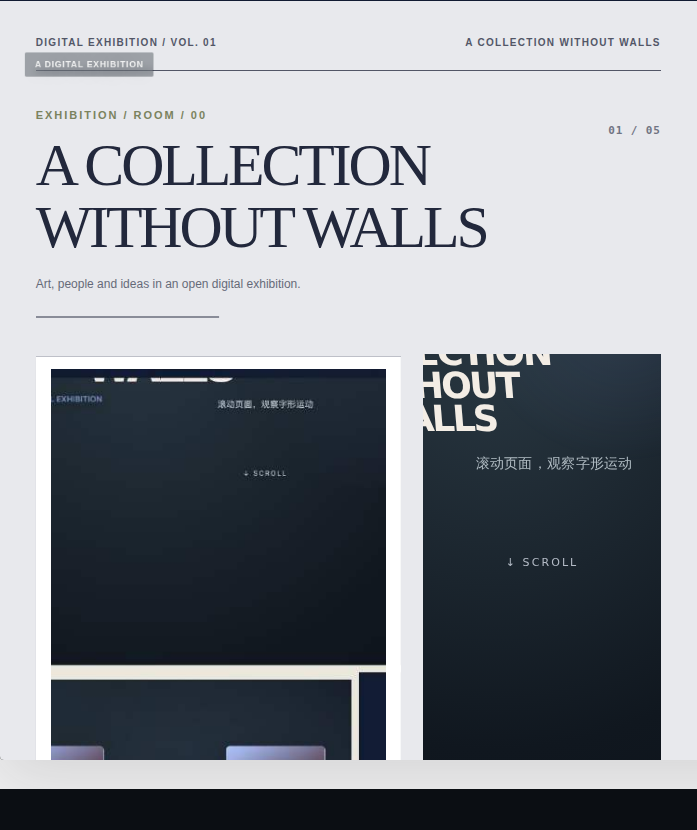 DIGITAL EXHIBITION / VOL. 01
A COLLECTION WITHOUT WALLS
A DIGITAL EXHIBITION
EXHIBITION / ROOM / 00
01 / 05
A COLLECTION
WITHOUT WALLS
Art, people and ideas in an open digital exhibition.
WALLS
EXHIBITION
滚动页面，观察字形运动
↓ SCROLL
ECTION
HOUT
ALLS
滚动页面，观察字形运动
↓ SCROLL